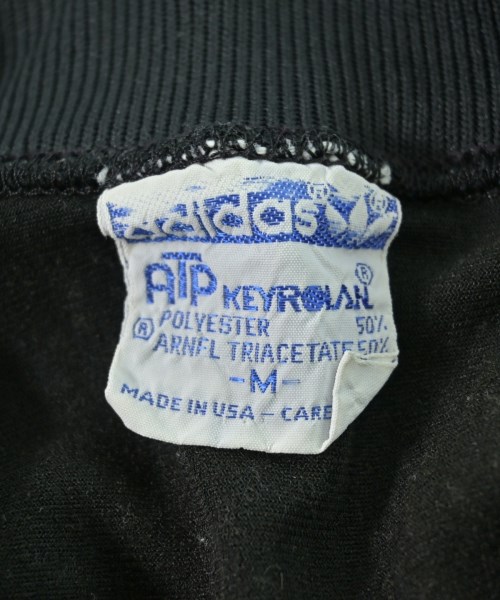 adidas®
ATP KEYROLAN®
POLYESTER 50%
® ARNEL TRIACETATE 50%
- M -
MADE IN USA - CARE